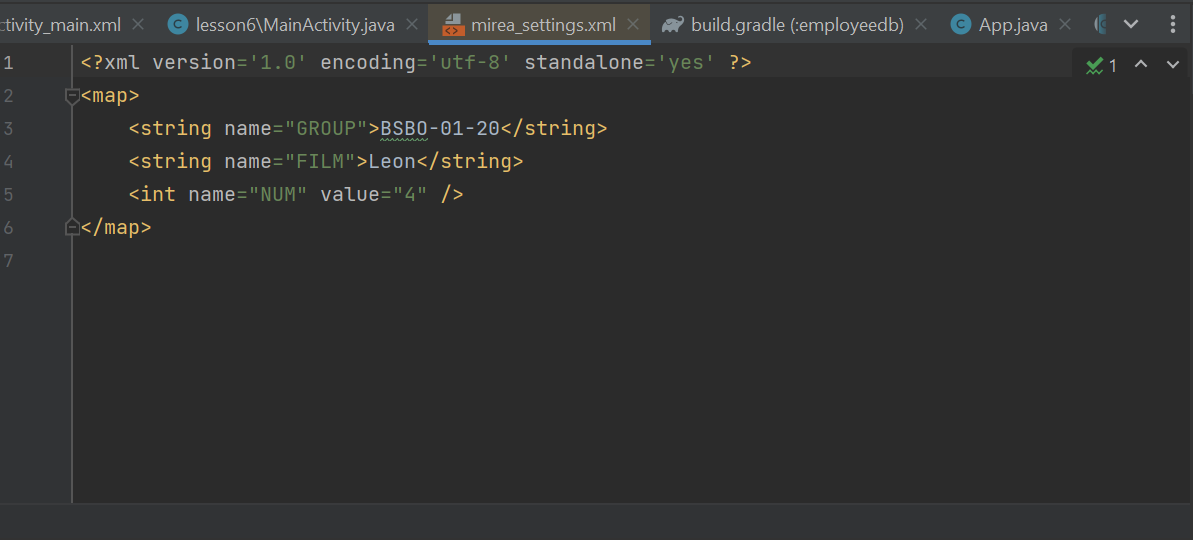 ctivity_main.xml lesson6\MainActivity.java mirea_settings.xml build.gradle (:employeedb) App.java
1 <?xml version='1.0' encoding='utf-8' standalone='yes' ?> 1
2 <map>
3 <string name="GROUP">BSBO-01-20</string>
4 <string name="FILM">Leon</string>
5 <int name="NUM" value="4" />
6 </map>
7